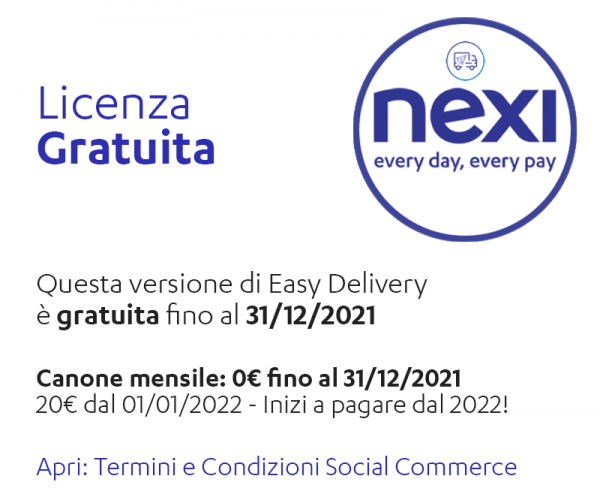 Licenza
Gratuita
nexi
every day, every pay
Questa versione di Easy Delivery
è gratuita fino al 31/12/2021
Canone mensile: 0€ fino al 31/12/2021
20€ dal 01/01/2022 - Inizi a pagare dal 2022!
Apri: Termini e Condizioni Social Commerce